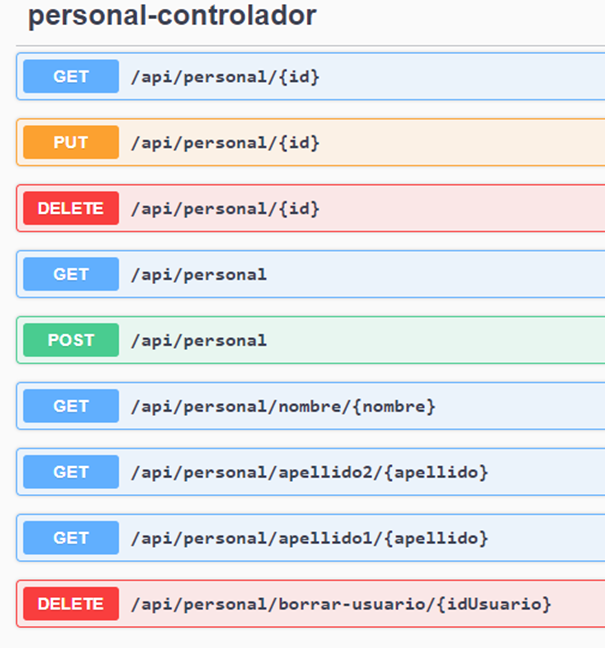 personal-controlador
GET /api/personal/{id}
PUT /api/personal/{id}
DELETE /api/personal/{id}
GET /api/personal
POST /api/personal
GET /api/personal/nombre/{nombre}
GET /api/personal/apellido2/{apellido}
GET /api/personal/apellido1/{apellido}
DELETE /api/personal/borrar-usuario/{idUsuario}